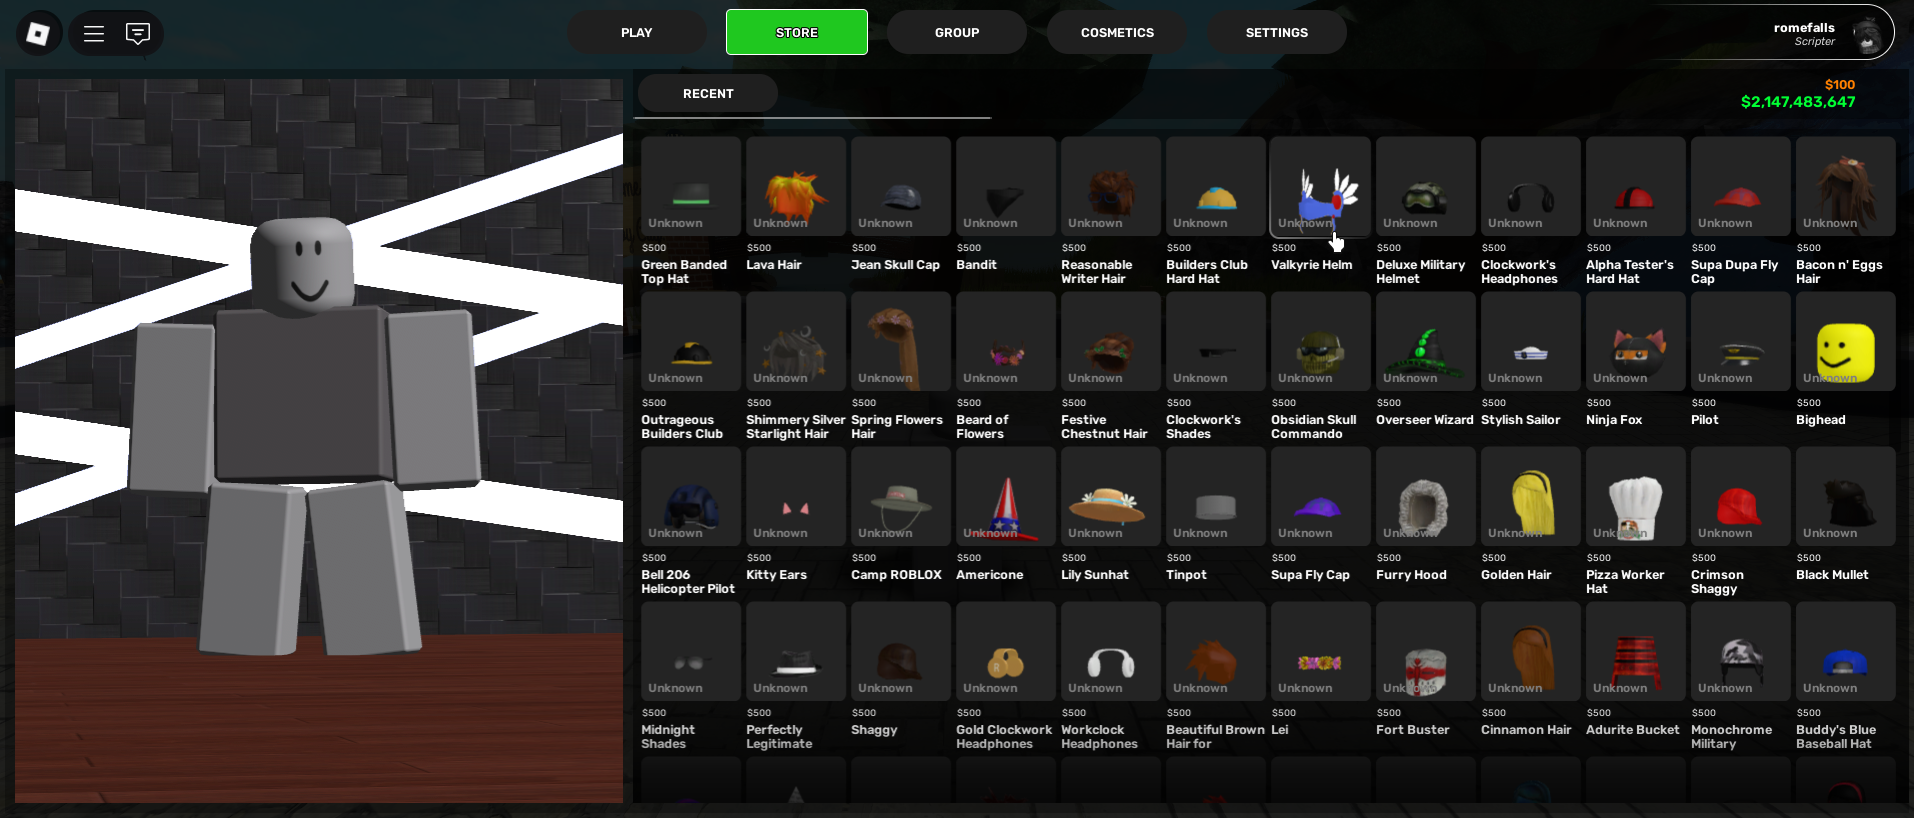 PLAY
STORE
GROUP
COSMETICS
SETTINGS
romefalls
Scripter
RECENT
$100
$2,147,483,647
Unknown
Unknown
Unknown
Unknown
Unknown
Unknown
Unknown
Unknown
Unknown
Unknown
Unknown
Unknown
$500
$500
$500
$500
$500
$500
$500
$500
$500
$500
$500
$500
Green Banded
Top Hat
Lava Hair
Jean Skull Cap
Bandit
Reasonable
Writer Hair
Builders Club
Hard Hat
Valkyrie Helm
Deluxe Military
Helmet
Clockwork's
Headphones
Alpha Tester's
Hard Hat
Supa Dupa Fly
Cap
Bacon n' Eggs
Hair
Unknown
Unknown
Unknown
Unknown
Unknown
Unknown
Unknown
Unknown
Unknown
Unknown
Unknown
Unknown
$500
$500
$500
$500
$500
$500
$500
$500
$500
$500
$500
$500
Outrageous
Builders Club
Shimmery Silver
Starlight Hair
Spring Flowers
Hair
Beard of
Flowers
Festive
Chestnut Hair
Clockwork's
Shades
Obsidian Skull
Commando
Overseer Wizard
Stylish Sailor
Ninja Fox
Pilot
Bighead
Unknown
Unknown
Unknown
Unknown
Unknown
Unknown
Unknown
Unknown
Unknown
Unknown
Unknown
Unknown
$500
$500
$500
$500
$500
$500
$500
$500
$500
$500
$500
$500
Bell 206
Helicopter Pilot
Kitty Ears
Camp ROBLOX
Americone
Lily Sunhat
Tinpot
Supa Fly Cap
Furry Hood
Golden Hair
Pizza Worker
Hat
Crimson
Shaggy
Black Mullet
Unknown
Unknown
Unknown
Unknown
Unknown
Unknown
Unknown
Unknown
Unknown
Unknown
Unknown
Unknown
$500
$500
$500
$500
$500
$500
$500
$500
$500
$500
$500
$500
Midnight
Shades
Perfectly
Legitimate
Shaggy
Gold Clockwork
Headphones
Workclock
Headphones
Beautiful Brown
Hair for
Lei
Fort Buster
Cinnamon Hair
Adurite Bucket
Monochrome
Military
Buddy's Blue
Baseball Hat